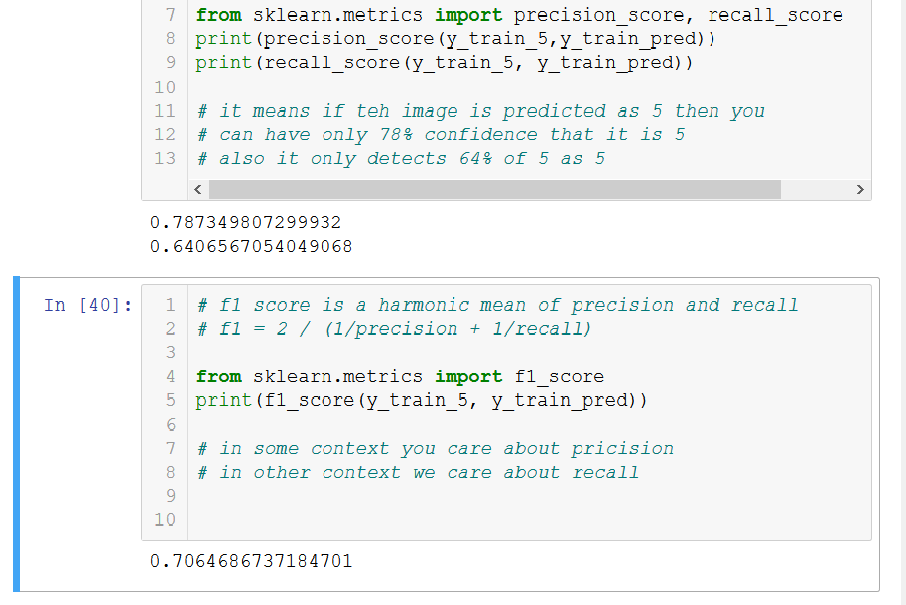 7 from sklearn.metrics import precision_score, recall_score
8 print(precision_score(y_train_5,y_train_pred))
9 print(recall_score(y_train_5, y_train_pred))
10
11 # it means if teh image is predicted as 5 then you
12 # can have only 78% confidence that it is 5
13 # also it only detects 64% of 5 as 5
0.787349807299932
0.6406567054049068
In [40]:
1 # f1 score is a harmonic mean of precision and recall
2 # f1 = 2 / (1/precision + 1/recall)
3
4 from sklearn.metrics import f1_score
5 print(f1_score(y_train_5, y_train_pred))
6
7 # in some context you care about pricision
8 # in other context we care about recall
9
10
0.7064686737184701